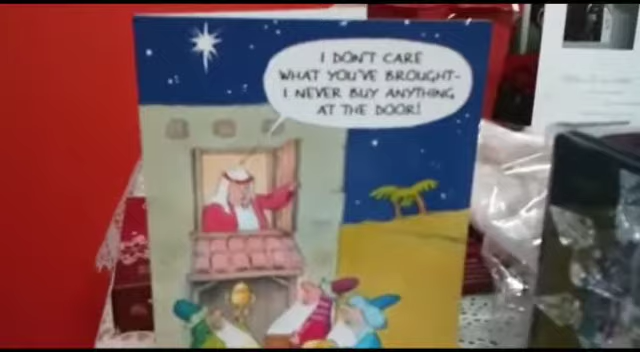 I DON'T CARE
WHAT YOU'VE BROUGHT-
I NEVER BUY ANYTHING
AT THE DOOR!